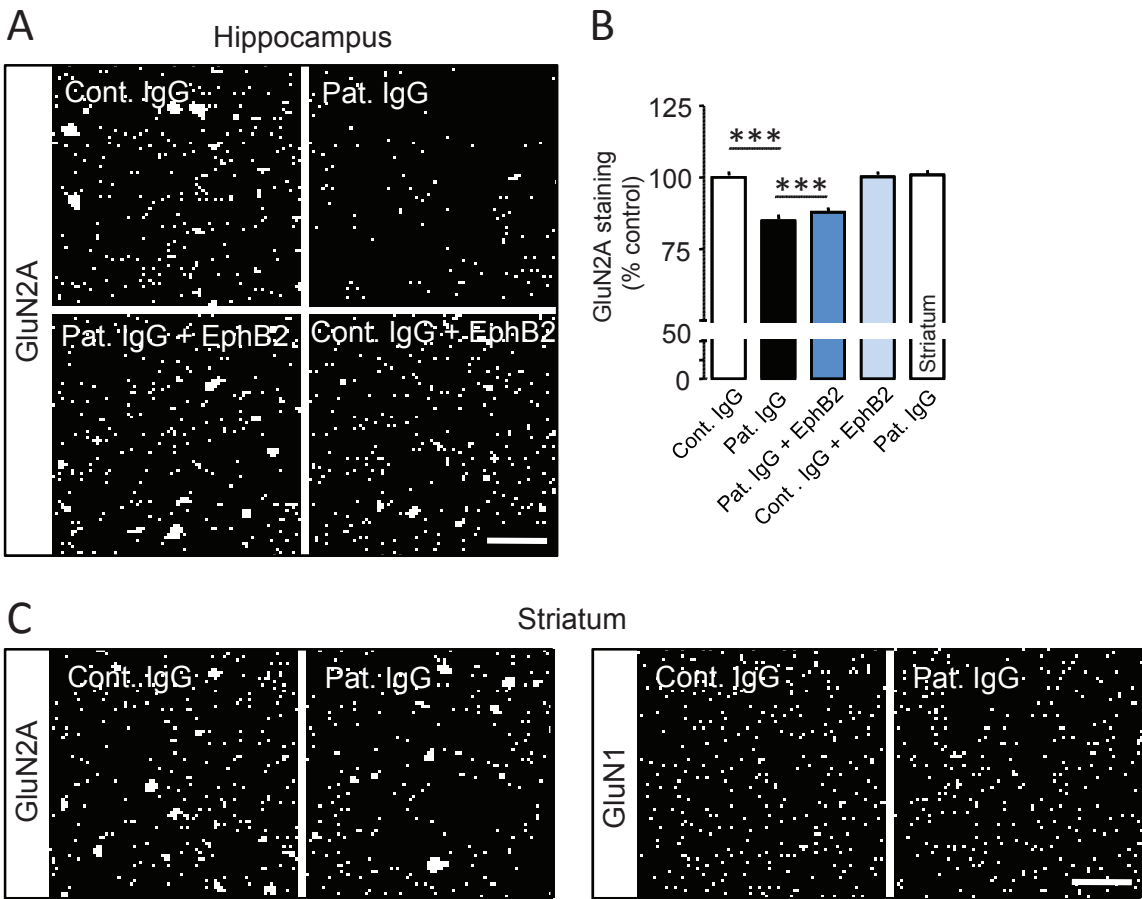 A
Hippocampus
GluN2A
Cont. IgG
Pat. IgG
Pat. IgG + EphB2
Cont. IgG + EphB2
B
GluN2A staining
(% control)
125
100
75
50
0
***
***
Striatum
Cont. IgG
Pat. IgG
Pat. IgG + EphB2
Cont . IgG + EphB2
Pat. IgG
C
Striatum
GluN2A
Cont. IgG
Pat. IgG
GluN1
Cont. IgG
Pat. IgG